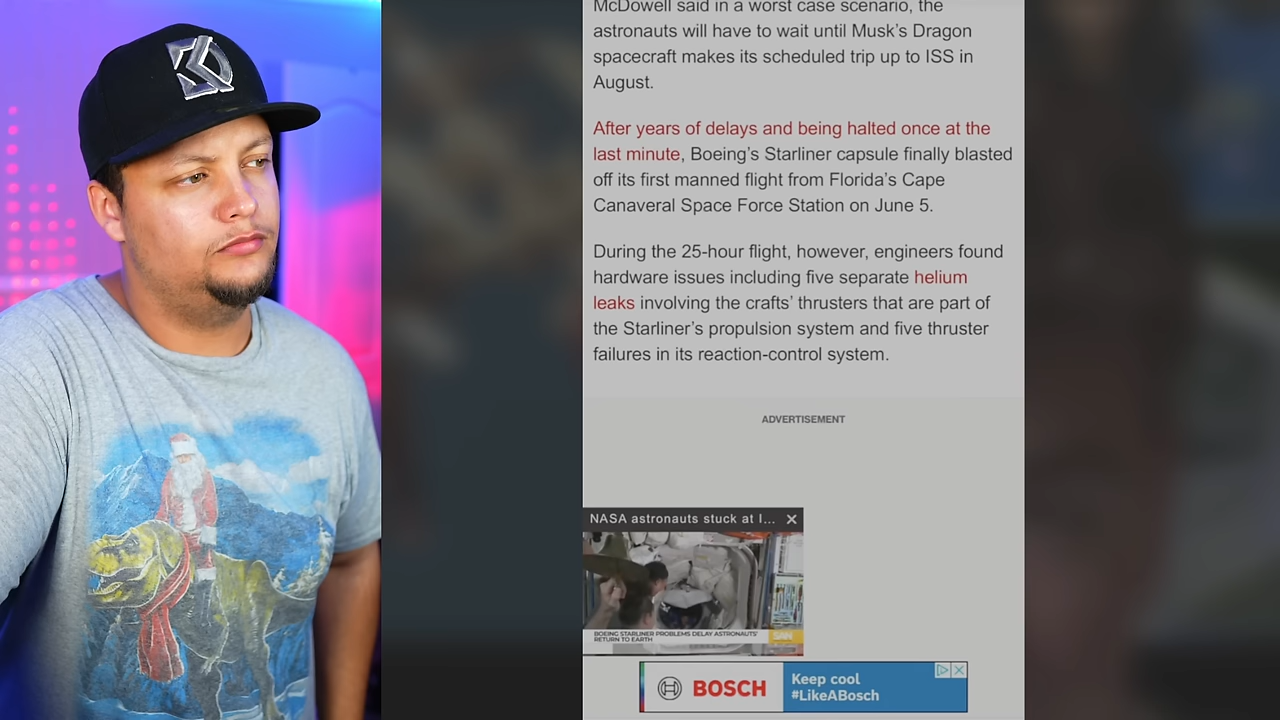 McDowell said in a worst case scenario, the
astronauts will have to wait until Musk’s Dragon
spacecraft makes its scheduled trip up to ISS in
August.
After years of delays and being halted once at the
last minute, Boeing’s Starliner capsule finally blasted
off its first manned flight from Florida’s Cape
Canaveral Space Force Station on June 5.
During the 25-hour flight, however, engineers found
hardware issues including five separate helium
leaks involving the crafts’ thrusters that are part of
the Starliner’s propulsion system and five thruster
failures in its reaction-control system.
ADVERTISEMENT
NASA astronauts stuck at I...
BOEING STARLINER PROBLEMS DELAY ASTRONAUTS'
RETURN TO EARTH
SAN
BOSCH
Keep cool
#LikeABosch